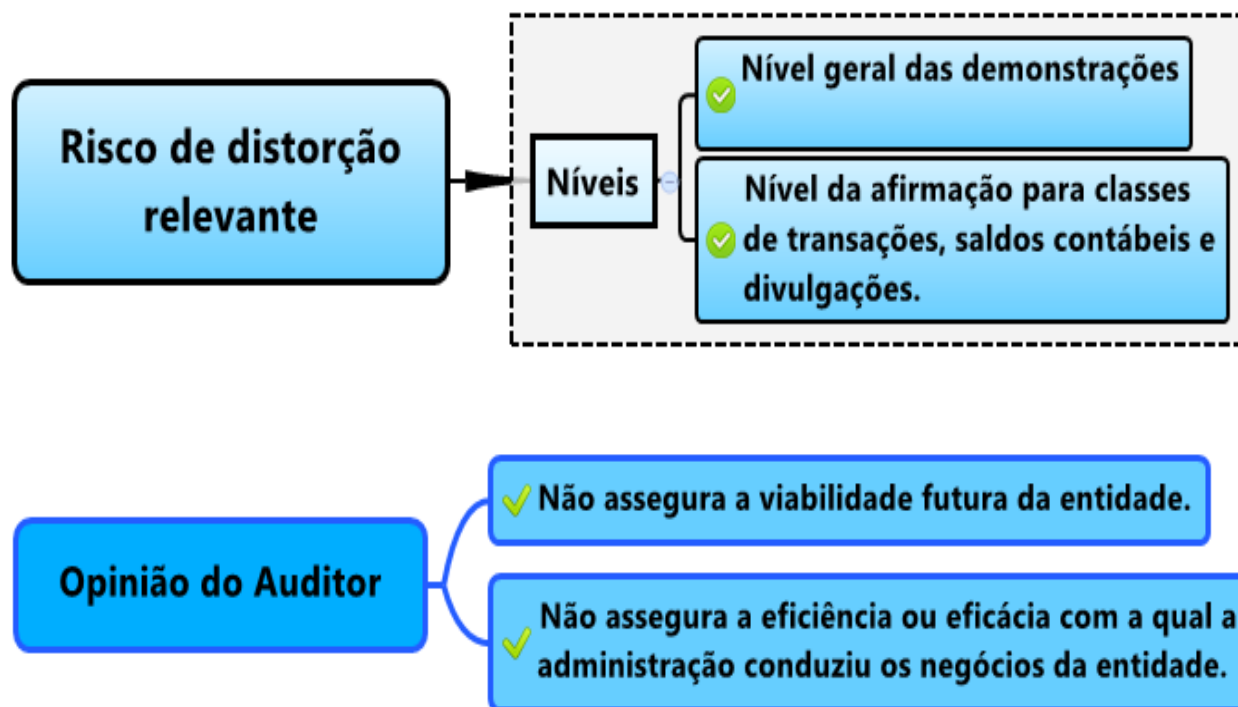 Risco de distorção
relevante
Níveis
Nível geral das demonstrações
Nível da afirmação para classes
de transações, saldos contábeis e
divulgações.
Opinião do Auditor
Não assegura a viabilidade futura da entidade.
Não assegura a eficiência ou eficácia com a qual a
administração conduziu os negócios da entidade.